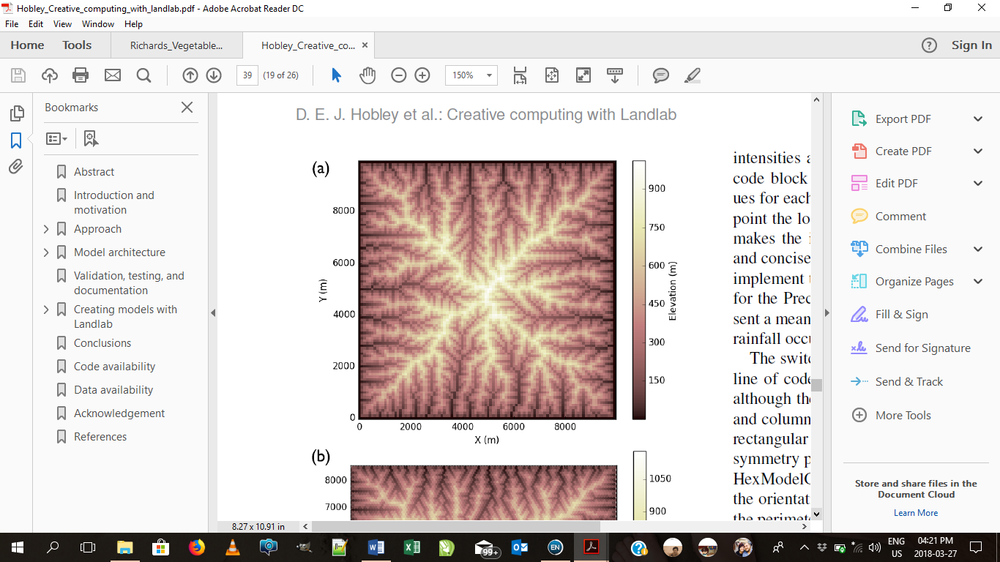 Hobley_Creative_computing_with_landlab.pdf - Adobe Acrobat Reader DC
File Edit View Window Help
Home Tools Richards_Vegetable... Hobley_Creative_co... × Sign In
39 (19 of 26) 150%
Bookmarks
Abstract
Introduction and
motivation
Approach
Model architecture
Validation, testing, and
documentation
Creating models with
Landlab
Conclusions
Code availability
Data availability
Acknowledgement
References
D. E. J. Hobley et al.: Creative computing with Landlab
(a)
8000
6000
4000
2000
0
Y (m)
0 2000 4000 6000 8000
X (m)
900
750
600
450
300
150
Elevation (m)
(b)
8000
7000
1050
900
intensities a
code block
ues for each
point the lo
makes the i
and concise
implement t
for the Prec
sent a mean
rainfall occu
The switc
line of code
although the
and column
rectangular
symmetry p
HexModelG
the orientat
the perimete
8.27 x 10.91 in
Export PDF
Create PDF
Edit PDF
Comment
Combine Files
Organize Pages
Fill & Sign
Send for Signature
Send & Track
More Tools
Store and share files in the
Document Cloud
Learn More
99+
EN
ENG
US
04:21 PM
2018-03-27